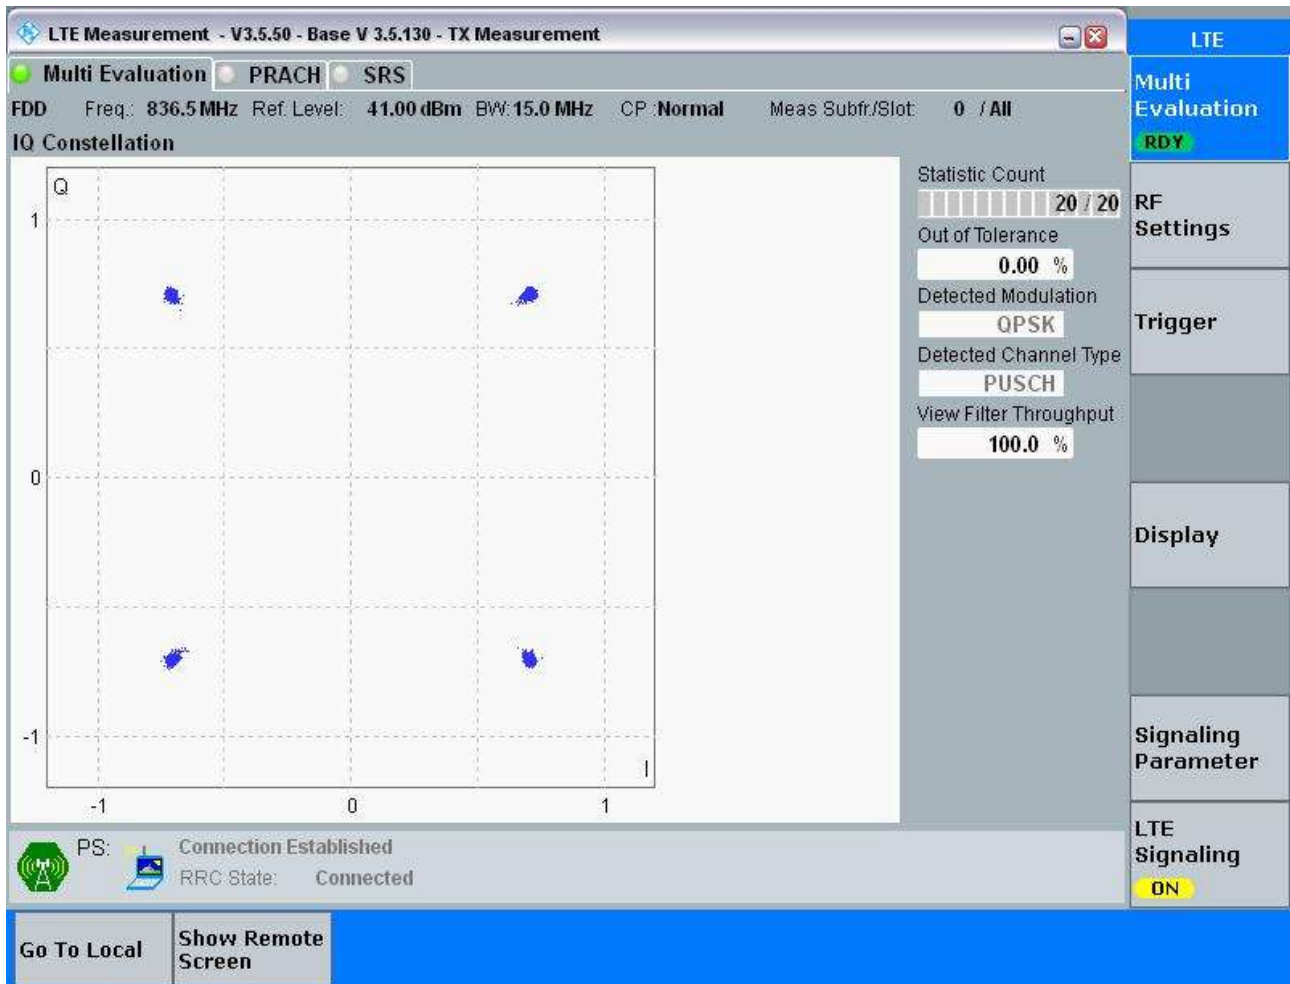 LTE Measurement - V3.5.50 - Base V 3.5.130 - TX Measurement
LTE
Multi Evaluation PRACH SRS
Multi
Evaluation
RDY
FDD Freq.: 836.5 MHz Ref. Level: 41.00 dBm BW: 15.0 MHz CP :Normal Meas Subfr./Slot: 0 / All
IQ Constellation
Q
1
0
-1
I
-1 0 1
Statistic Count
20 / 20
Out of Tolerance
0.00 %
Detected Modulation
QPSK
Detected Channel Type
PUSCH
View Filter Throughput
100.0 %
RF
Settings
Trigger
Display
Signaling
Parameter
LTE
Signaling
ON
PS: Connection Established
RRC State: Connected
Go To Local
Show Remote
Screen